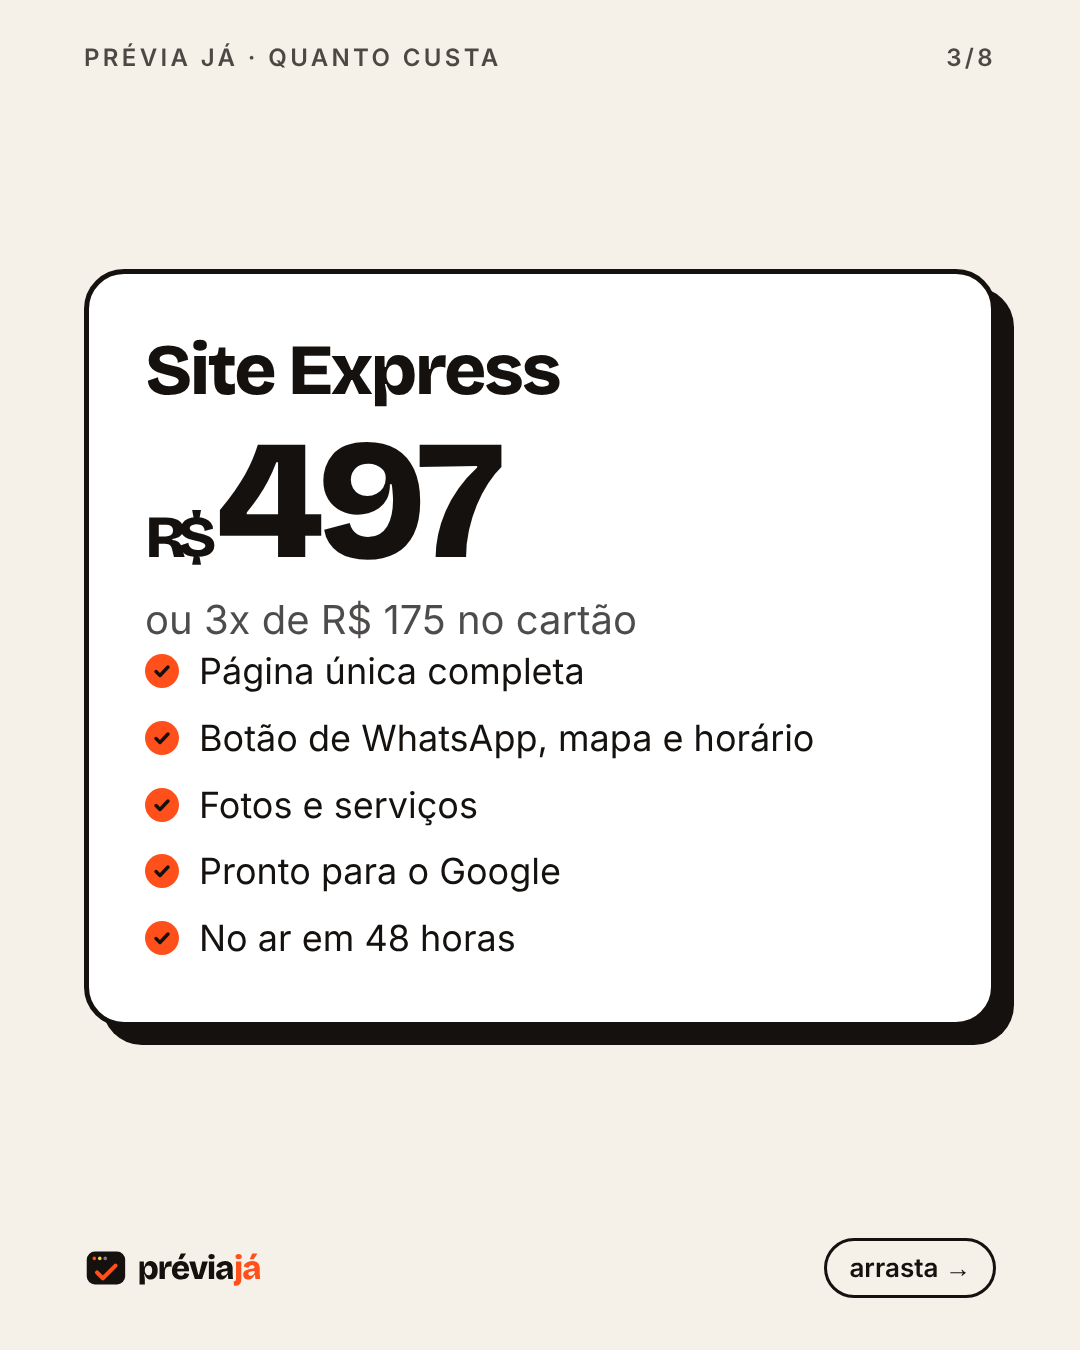 PRÉVIA JÁ · QUANTO CUSTA
3/8
Site Express
R$497
ou 3x de R$ 175 no cartão
Página única completa
Botão de WhatsApp, mapa e horário
Fotos e serviços
Pronto para o Google
No ar em 48 horas
préviajá
arrasta →